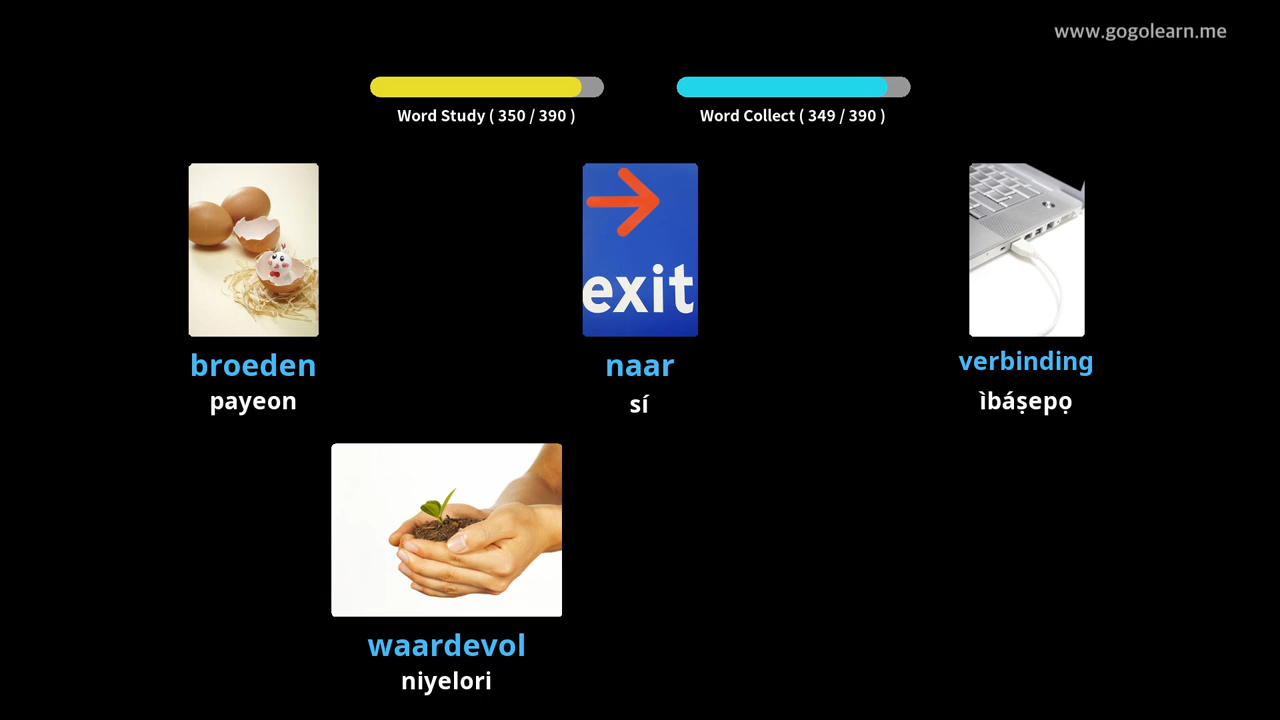 www.gogolearn.me
Word Study ( 350 / 390 )
Word Collect ( 349 / 390 )
exit
broeden
payeon
naar
sí
verbinding
ìbáṣepọ
waardevol
niyelori